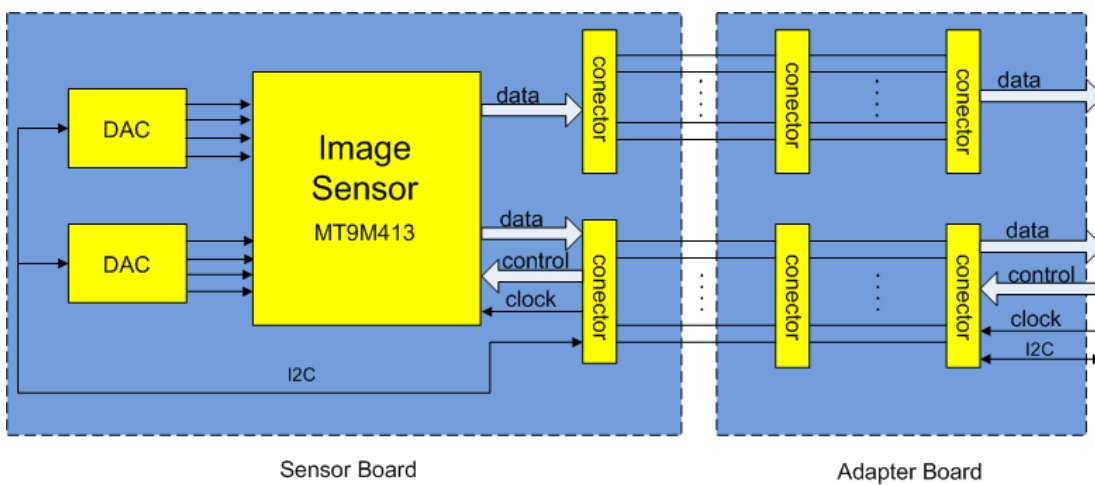 DAC
DAC
Image
Sensor
MT9M413
data
data
control
clock
I2C
conector
conector
conector
conector
conector
conector
data
data
control
clock
I2C
Sensor Board
Adapter Board